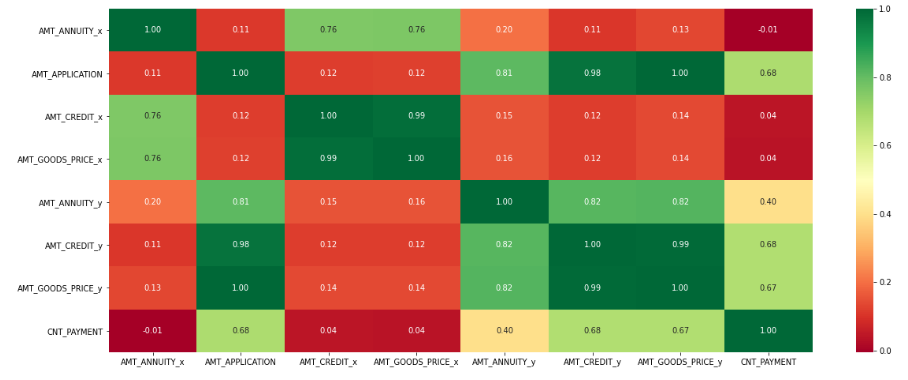 AMT_ANNUITY_x 1.00 0.11 0.76 0.76 0.20 0.11 0.13 -0.01
AMT_APPLICATION 0.11 1.00 0.12 0.12 0.81 0.98 1.00 0.68
AMT_CREDIT_x 0.76 0.12 1.00 0.99 0.15 0.12 0.14 0.04
AMT_GOODS_PRICE_x 0.76 0.12 0.99 1.00 0.16 0.12 0.14 0.04
AMT_ANNUITY_y 0.20 0.81 0.15 0.16 1.00 0.82 0.82 0.40
AMT_CREDIT_y 0.11 0.98 0.12 0.12 0.82 1.00 0.99 0.68
AMT_GOODS_PRICE_y 0.13 1.00 0.14 0.14 0.82 0.99 1.00 0.67
CNT_PAYMENT -0.01 0.68 0.04 0.04 0.40 0.68 0.67 1.00
AMT_ANNUITY_x AMT_APPLICATION AMT_CREDIT_x AMT_GOODS_PRICE_x AMT_ANNUITY_y AMT_CREDIT_y AMT_GOODS_PRICE_y CNT_PAYMENT
1.0
0.8
0.6
0.4
0.2
0.0